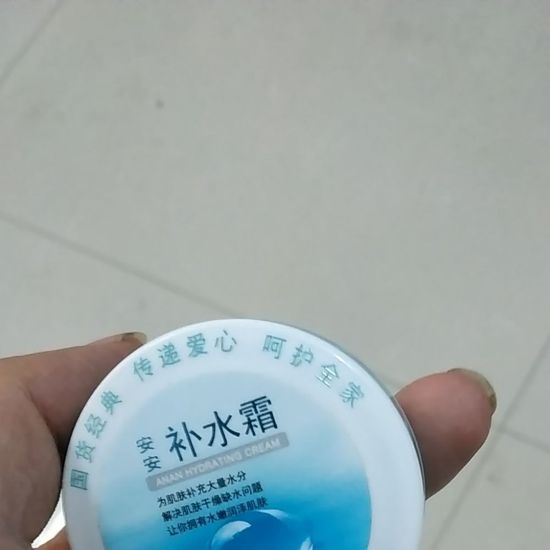 国货经典 传递爱心 呵护全家
安安 补水霜
ANAN HYDRATING CREAM
为肌肤补充大量水分
解决肌肤干燥缺水问题
让你拥有水嫩润泽肌肤